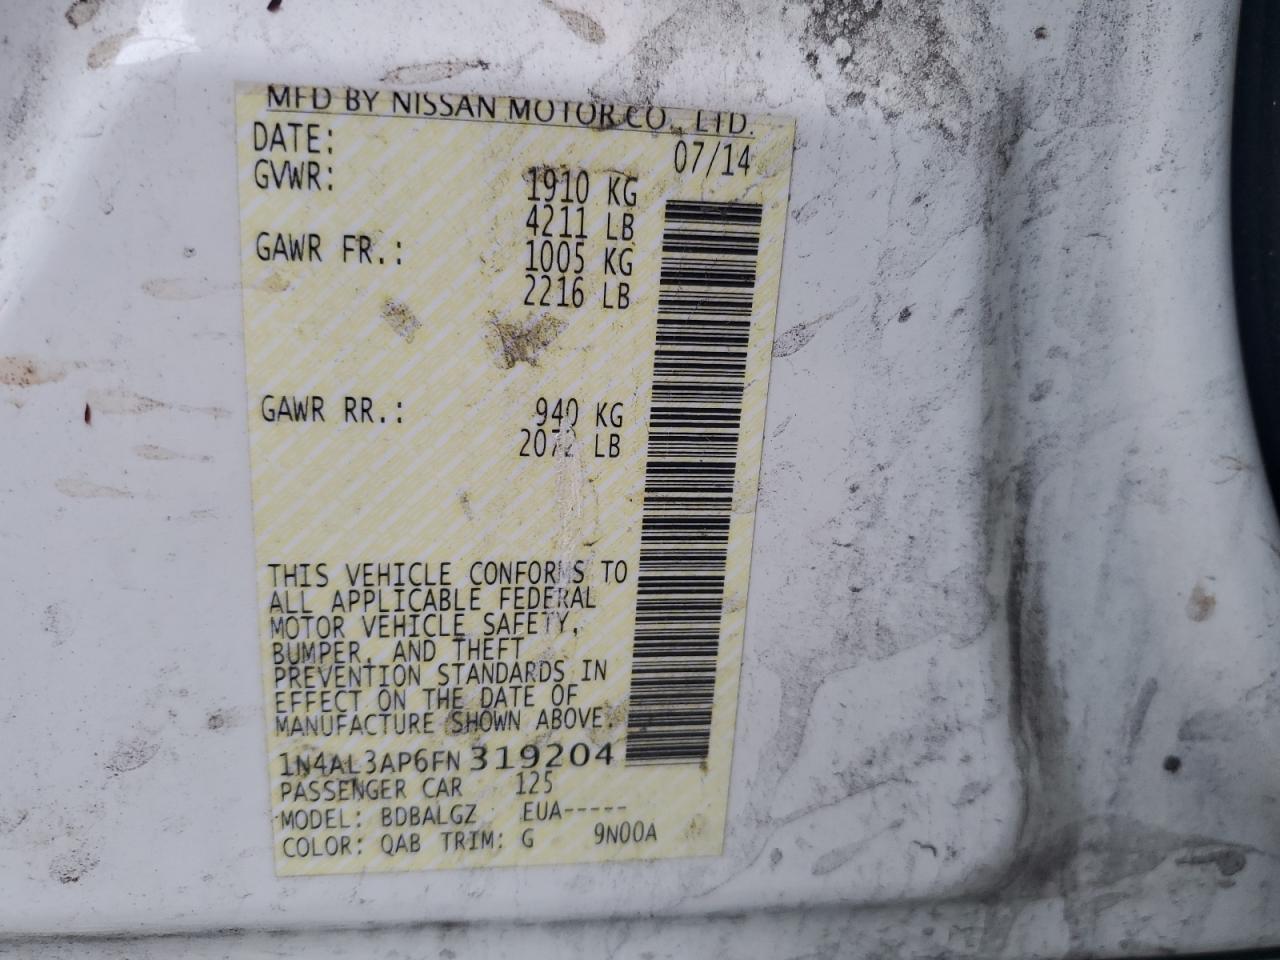 MFD BY NISSAN MOTOR CO., LTD.
DATE: 07/14
GVWR: 1910 KG
4211 LB
GAWR FR.: 1005 KG
2216 LB
GAWR RR.: 940 KG
2072 LB
THIS VEHICLE CONFORMS TO
ALL APPLICABLE FEDERAL
MOTOR VEHICLE SAFETY,
BUMPER, AND THEFT
PREVENTION STANDARDS IN
EFFECT ON THE DATE OF
MANUFACTURE SHOWN ABOVE.
1N4AL3AP6FN319204
PASSENGER CAR 125
MODEL: BDBALGZ EUA-----
COLOR: QAB TRIM: G 9N00A